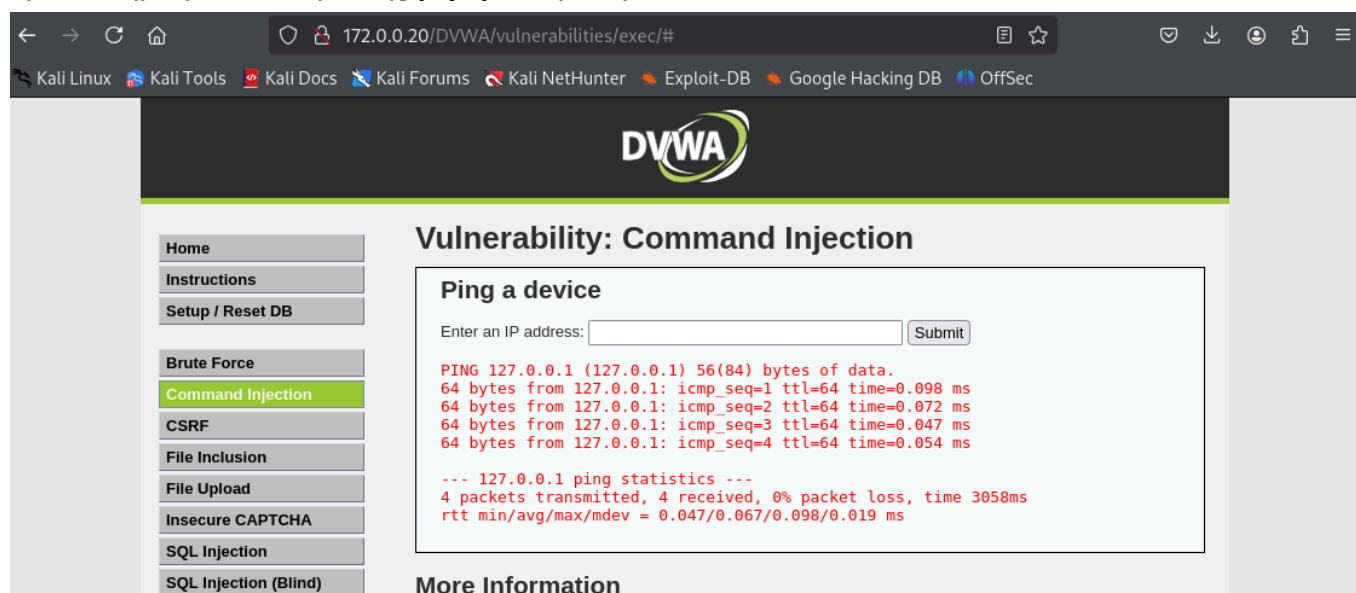 172.0.0.20/DVWA/vulnerabilities/exec/#
Kali Linux Kali Tools Kali Docs Kali Forums Kali NetHunter Exploit-DB Google Hacking DB OffSec
DVWA
Home
Instructions
Setup / Reset DB
Brute Force
Command Injection
CSRF
File Inclusion
File Upload
Insecure CAPTCHA
SQL Injection
SQL Injection (Blind)
Vulnerability: Command Injection
Ping a device
Enter an IP address: Submit
PING 127.0.0.1 (127.0.0.1) 56(84) bytes of data.
64 bytes from 127.0.0.1: icmp_seq=1 ttl=64 time=0.098 ms
64 bytes from 127.0.0.1: icmp_seq=2 ttl=64 time=0.072 ms
64 bytes from 127.0.0.1: icmp_seq=3 ttl=64 time=0.047 ms
64 bytes from 127.0.0.1: icmp_seq=4 ttl=64 time=0.054 ms
--- 127.0.0.1 ping statistics ---
4 packets transmitted, 4 received, 0% packet loss, time 3058ms
rtt min/avg/max/mdev = 0.047/0.067/0.098/0.019 ms
More Information